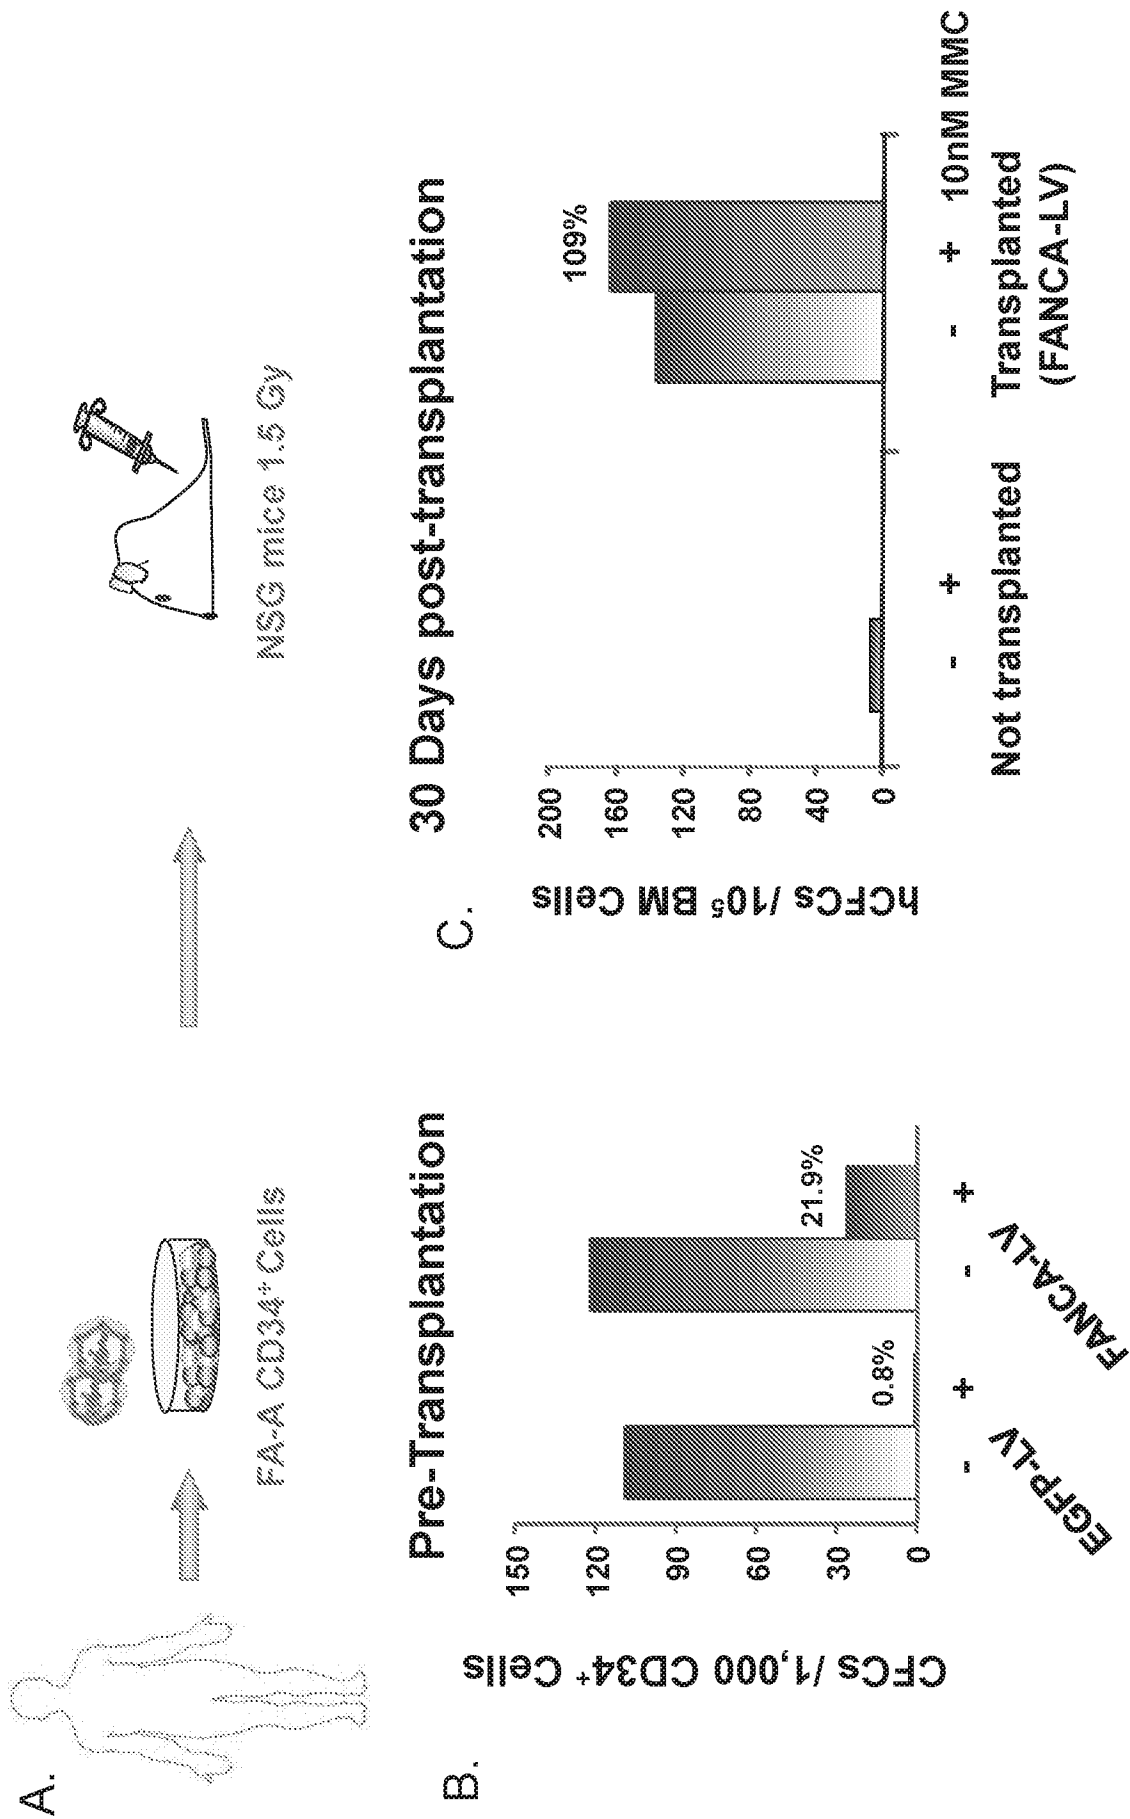 A.
FA-A CD34+ Cells
NSG mice 1.5 Gy
B.
Pre-Transplantation
CFCs /1,000 CD34+ Cells
150
120
90
60
30
0
0.8%
21.9%
- + - +
EGFP-LV
FANCA-LV
C.
30 Days post-transplantation
hCFCs /10⁵ BM Cells
200
160
120
80
40
0
109%
- + - + 10nM MMC
Not transplanted
Transplanted
(FANCA-LV)